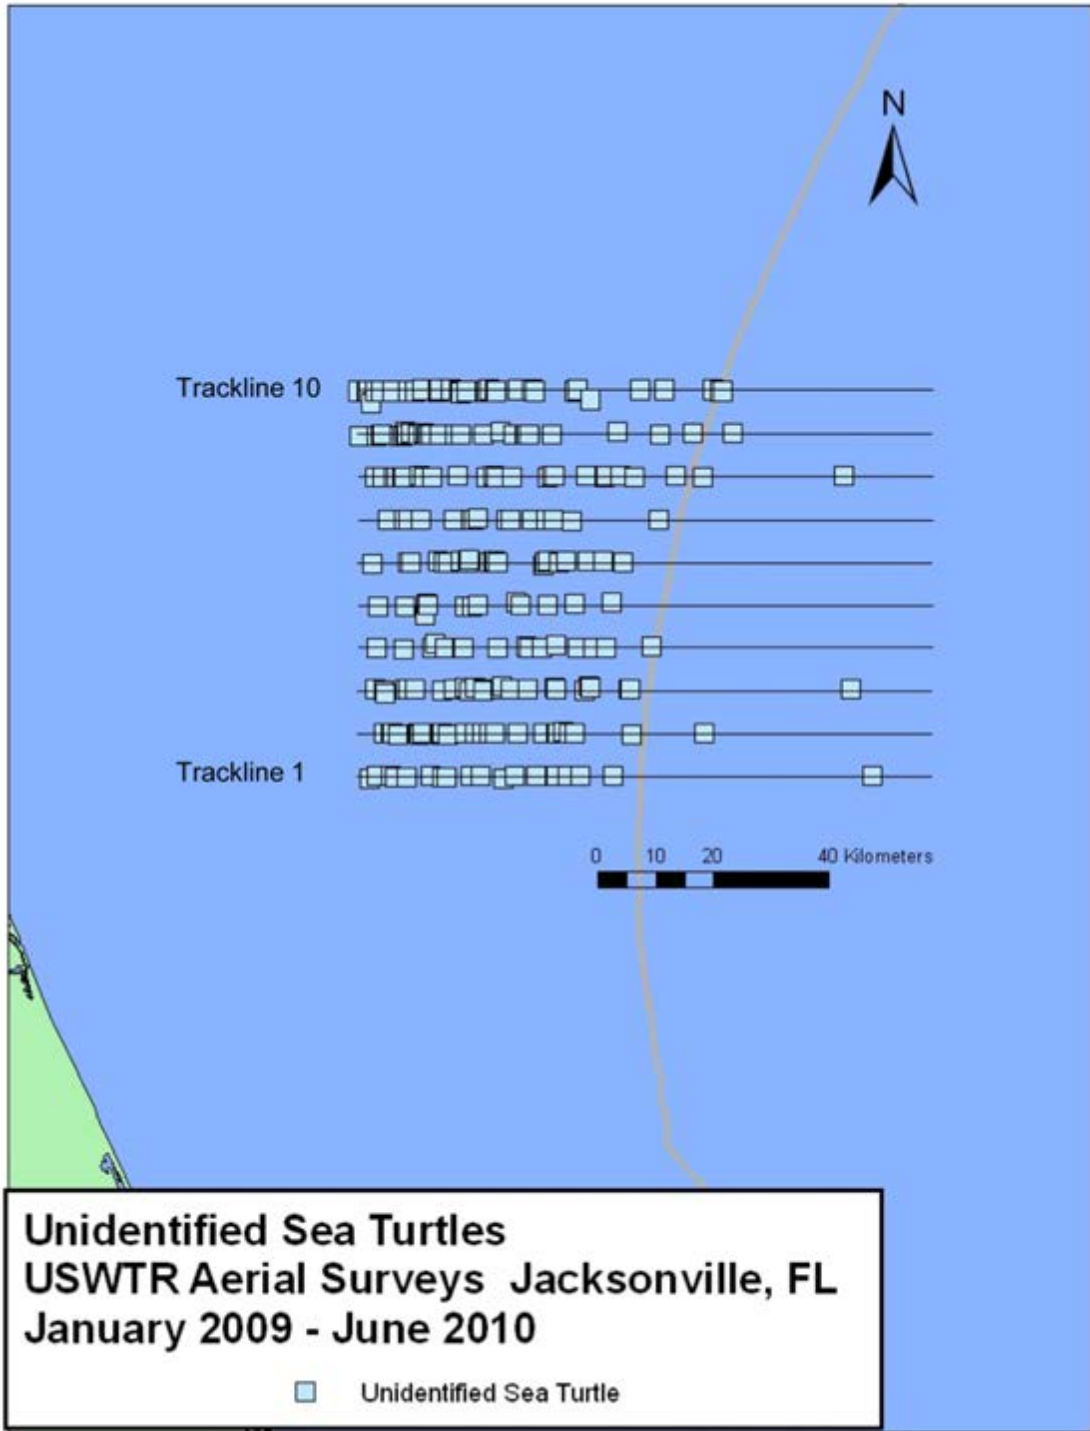 N
Trackline 10
Trackline 1
0 10 20 40 Kilometers
Unidentified Sea Turtles
USWTR Aerial Surveys Jacksonville, FL
January 2009 - June 2010
Unidentified Sea Turtle